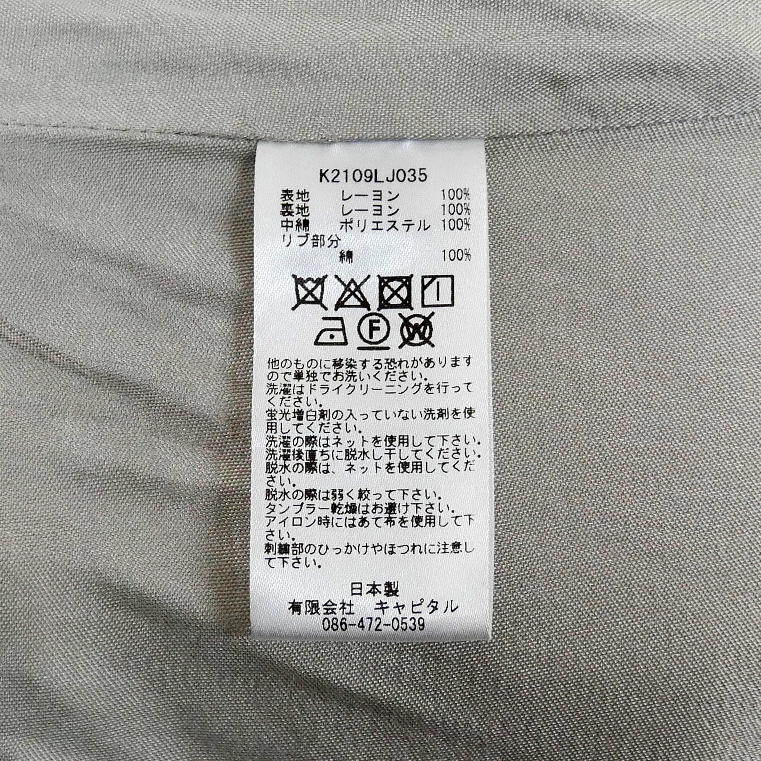 K2109LJ035
表地 レーヨン 100%
裏地 レーヨン 100%
中綿 ポリエステル 100%
リブ部分
綿 100%
F
W
他のものに移染する恐れがあります
ので単独でお洗いください。
洗濯はドライクリーニングを行って
ください。
蛍光増白剤の入っていない洗剤を使
用してください。
洗濯の際はネットを使用して下さい。
洗濯後直ちに脱水し干してください。
脱水の際は、ネットを使用してくだ
さい。
脱水の際は弱く絞って下さい。
タンブラー乾燥はお避け下さい。
アイロン時にはあて布を使用して下
さい。
刺繍部のひっかけやほつれに注意し
て下さい。
日本製
有限会社 キャピタル
086-472-0539